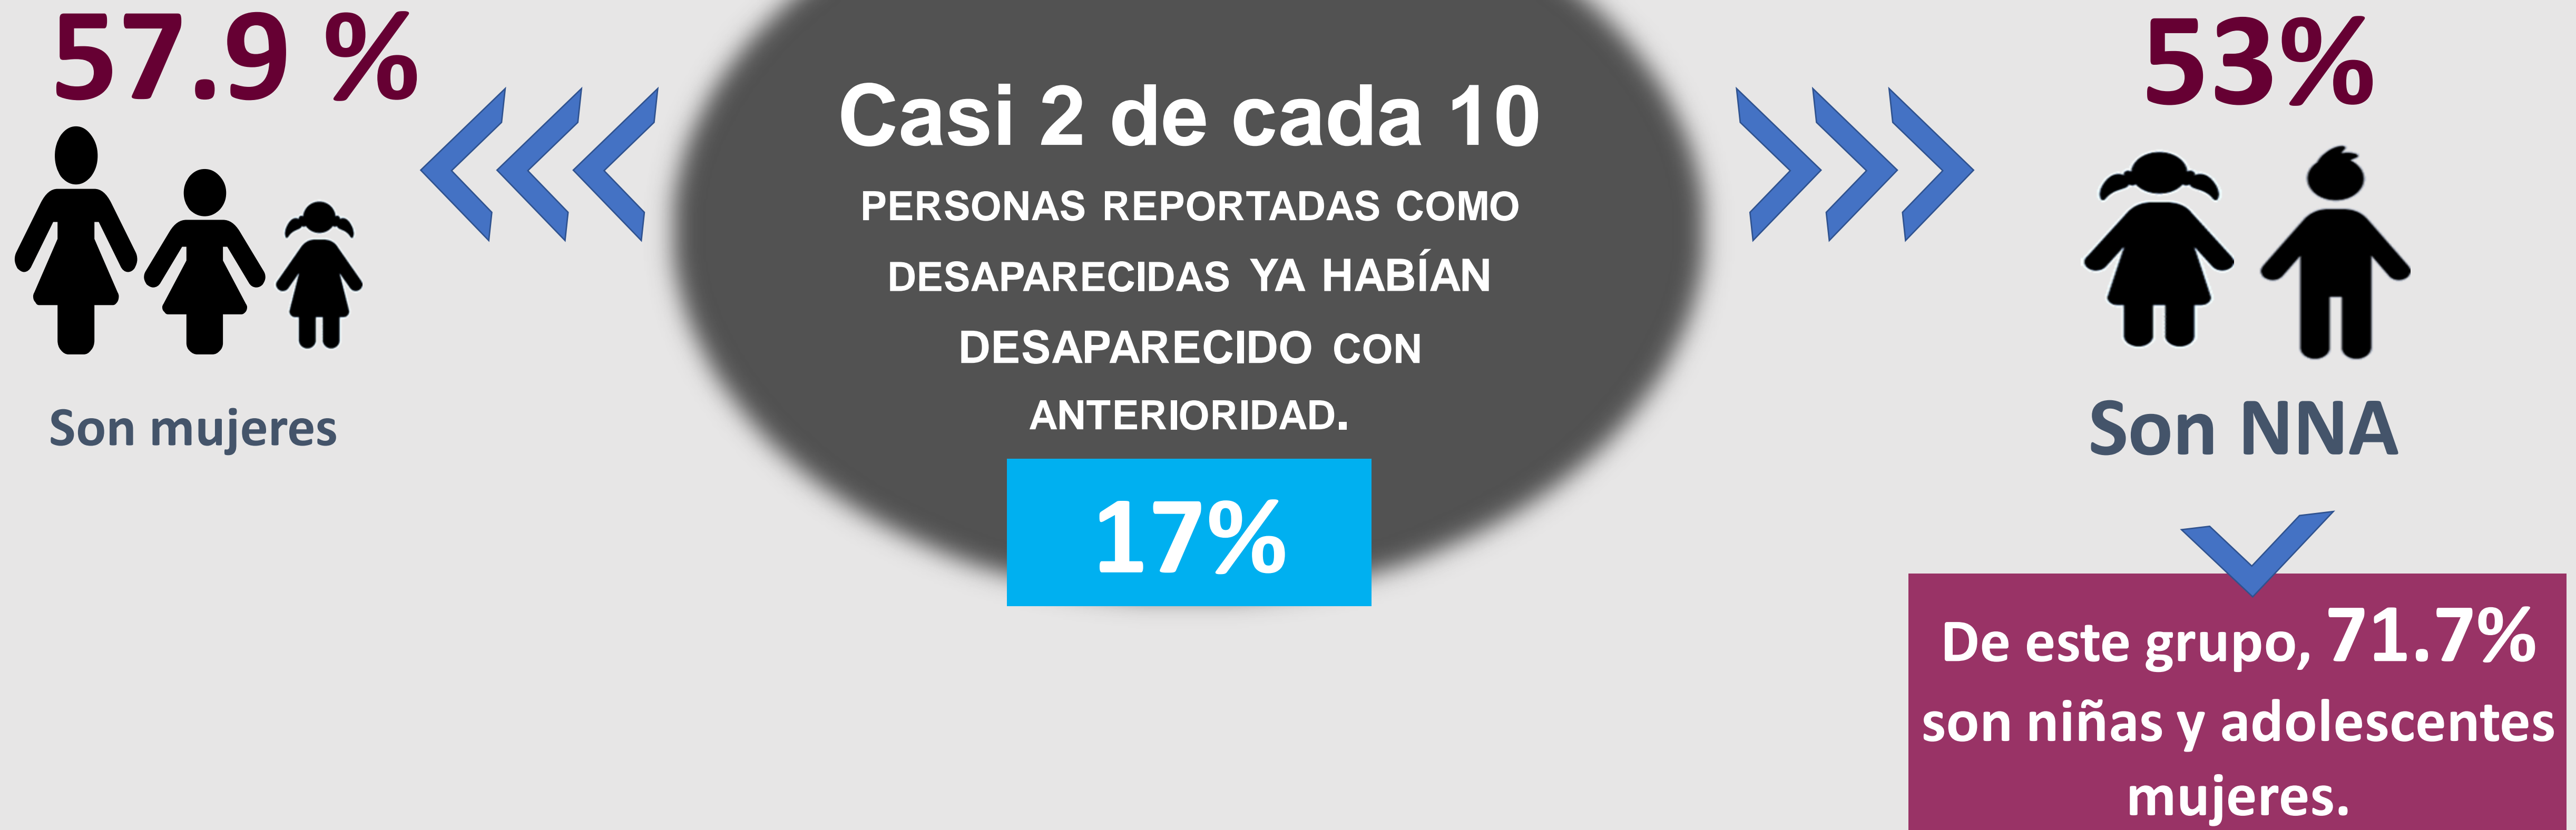 57.9 %
Son mujeres
Casi 2 de cada 10
PERSONAS REPORTADAS COMO
DESAPARECIDAS YA HABÍAN
DESAPARECIDO CON
ANTERIORIDAD.
17%
53%
Son NNA
De este grupo, 71.7%
son niñas y adolescentes
mujeres.